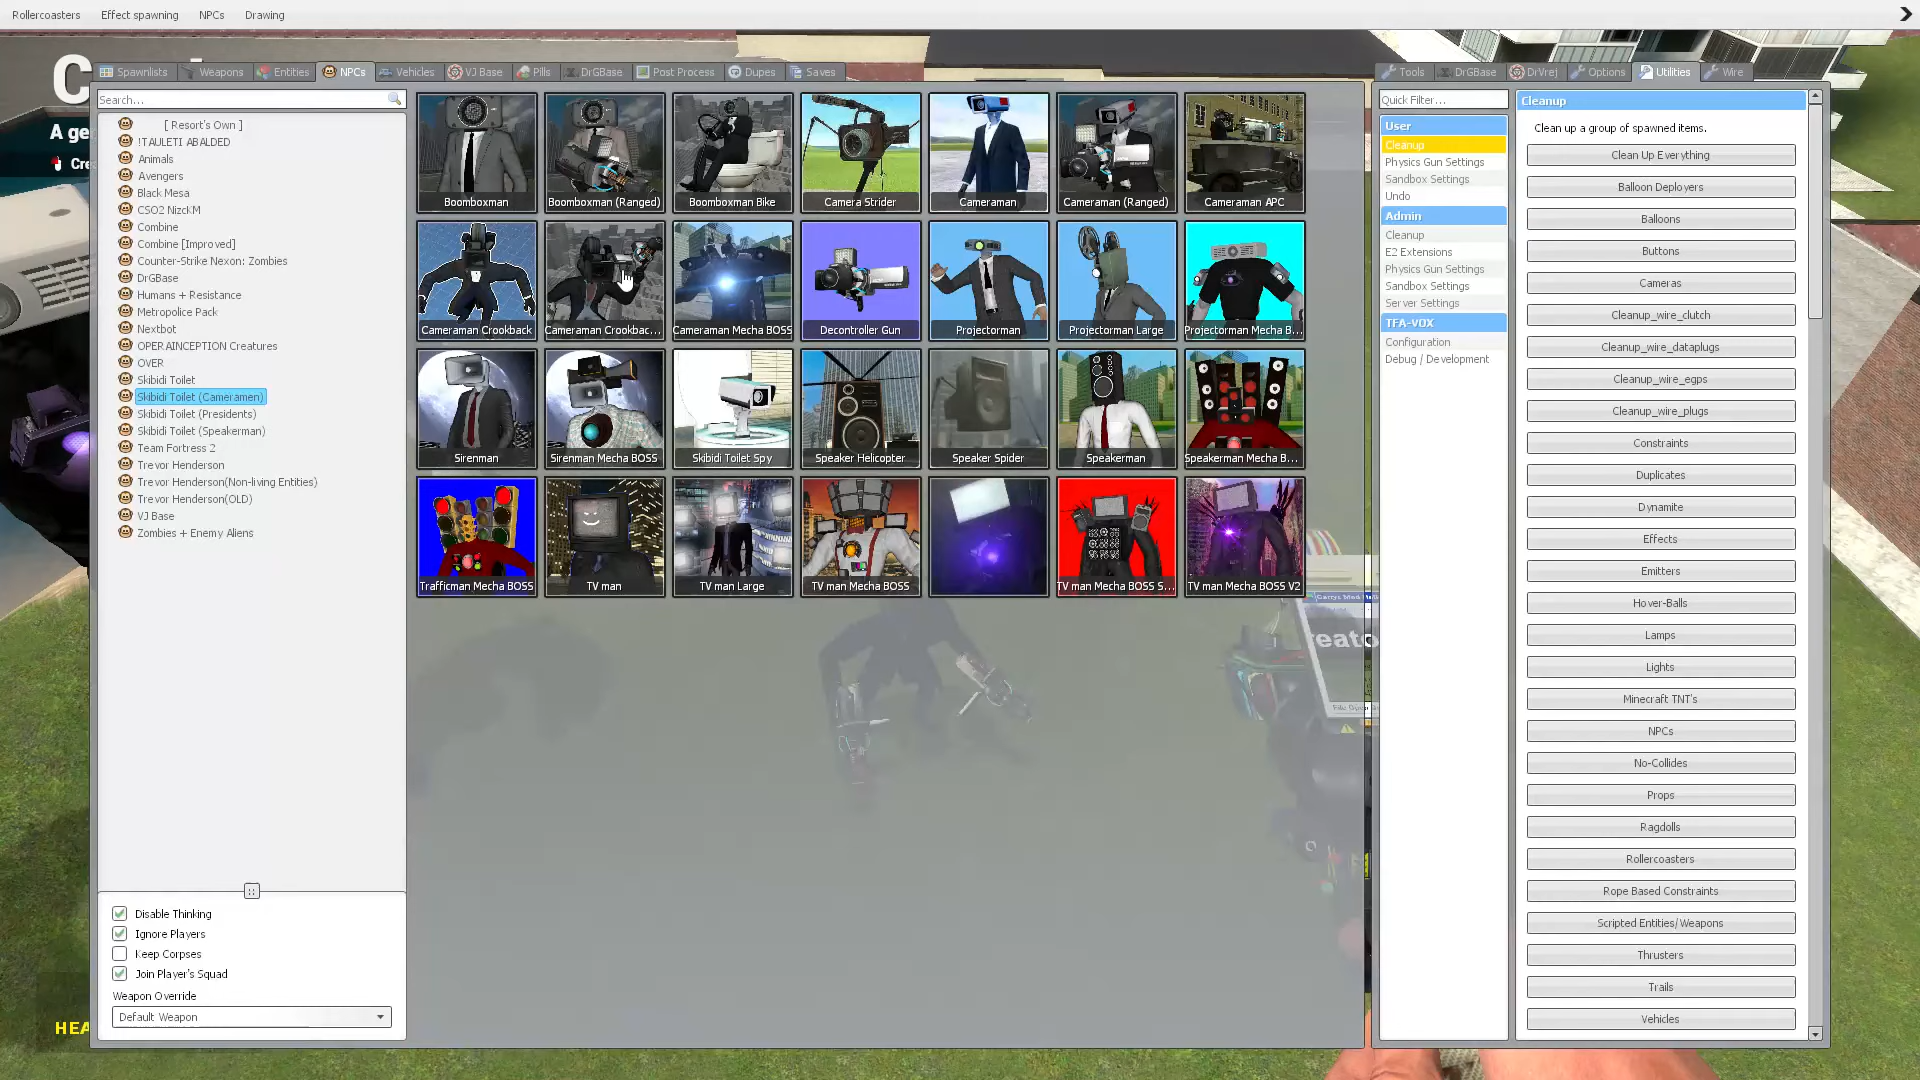 Rollercoasters Effect spawning NPCs Drawing
Spawnlists Weapons Entities NPCs Vehicles VJ Base Pills DrGBase Post Process Dupes Saves
Search...
[ Resort's Own ]
!TAULETI ABALDED
Animals
Avengers
Black Mesa
CSO2 NizcKM
Combine
Combine [Improved]
Counter-Strike Nexon: Zombies
DrGBase
Humans + Resistance
Metropolice Pack
Nextbot
OPERAINCEPTION Creatures
OVER
Skibidi Toilet
Skibidi Toilet (Cameramen)
Skibidi Toilet (Presidents)
Skibidi Toilet (Speakerman)
Team Fortress 2
Trevor Henderson
Trevor Henderson(Non-living Entities)
Trevor Henderson(OLD)
VJ Base
Zombies + Enemy Aliens
Disable Thinking
Ignore Players
Keep Corpses
Join Player's Squad
Weapon Override
Default Weapon
Boomboxman Boomboxman (Ranged) Boomboxman Bike Camera Strider Cameraman Cameraman (Ranged) Cameraman APC
Cameraman Crookback Cameraman Crookbac... Cameraman Mecha BOSS Decontroller Gun Projectorman Projectorman Large Projectorman Mecha B...
Sirenman Sirenman Mecha BOSS Skibidi Toilet Spy Speaker Helicopter Speaker Spider Speakerman Speakerman Mecha B...
Trafficman Mecha BOSS TV man TV man Large TV man Mecha BOSS TV man Mecha BOSS S... TV man Mecha BOSS V2
Tools DrGBase DrVrej Options Utilities Wire
Quick Filter...
User
Cleanup
Physics Gun Settings
Sandbox Settings
Undo
Admin
Cleanup
E2 Extensions
Physics Gun Settings
Sandbox Settings
Server Settings
TFA-VOX
Configuration
Debug / Development
Cleanup
Clean up a group of spawned items.
Clean Up Everything
Balloon Deployers
Balloons
Buttons
Cameras
Cleanup_wire_clutch
Cleanup_wire_dataplugs
Cleanup_wire_egps
Cleanup_wire_plugs
Constraints
Duplicates
Dynamite
Effects
Emitters
Hover-Balls
Lamps
Lights
Minecraft TNT's
NPCs
No-Collides
Props
Ragdolls
Rollercoasters
Rope Based Constraints
Scripted Entities/Weapons
Thrusters
Trails
Vehicles
C
A ge
Cre
HEA
reato